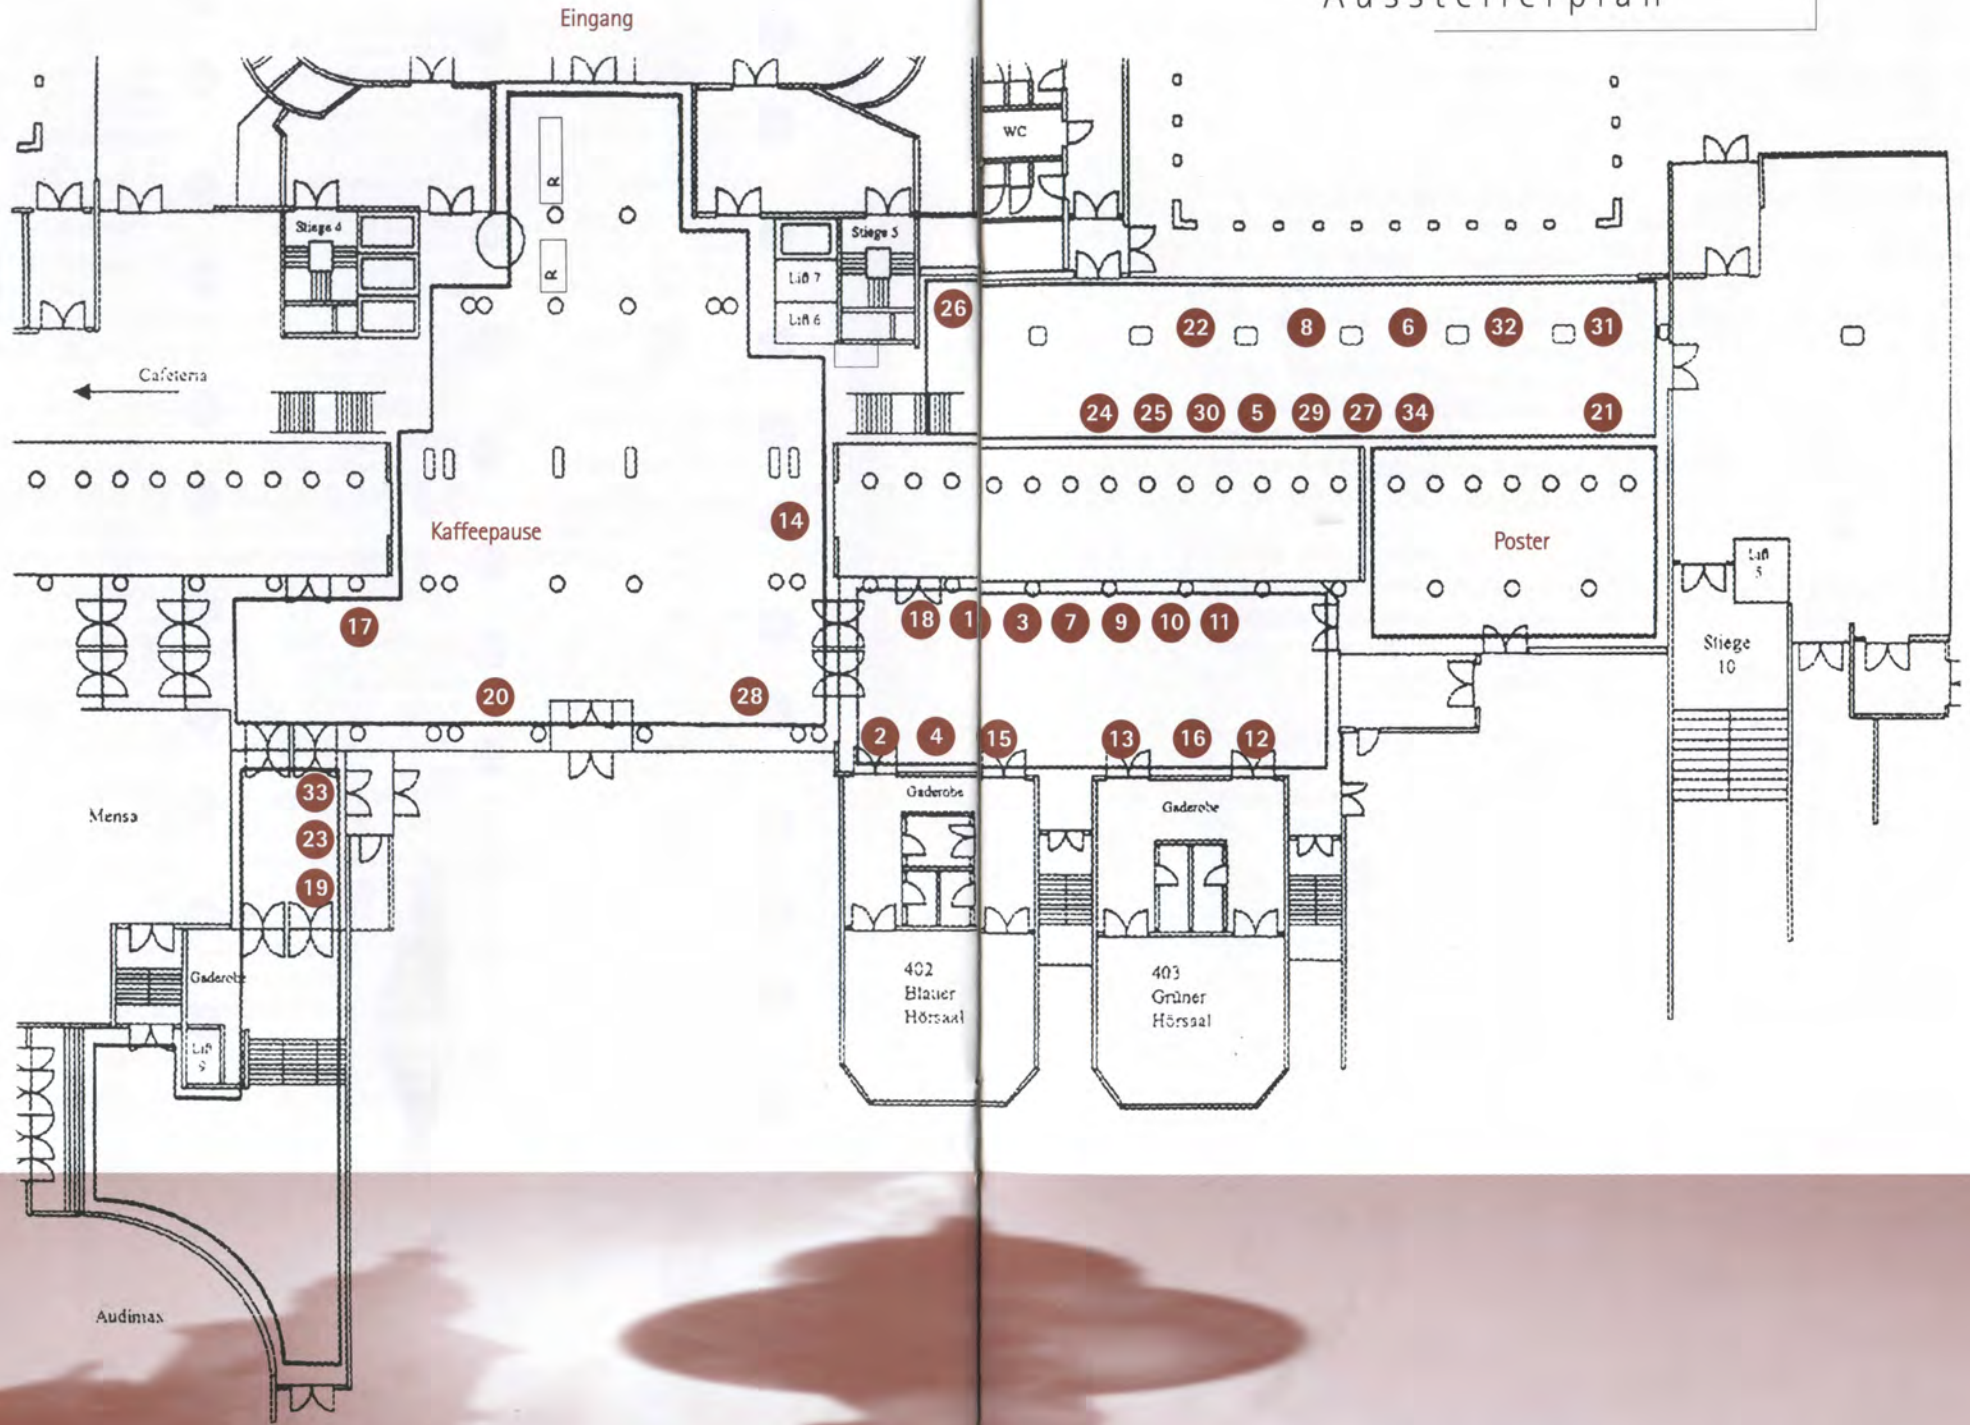 Ausstellerplan
Eingang
WC
R
Stiege 4
Stiege 5
R
Lift 7
Lift 6
26
22
8
6
32
31
Cafeteria
24
25
30
5
29
27
34
21
14
Kaffeepause
Poster
Lift
5
17
18
1
3
7
9
10
11
Stiege
10
20
28
2
4
15
13
16
12
33
Gaderobe
Gaderobe
Mensa
23
19
402
Blauer
Hörsaal
403
Grüner
Hörsaal
Gaderobe
Lift
9
Audimax